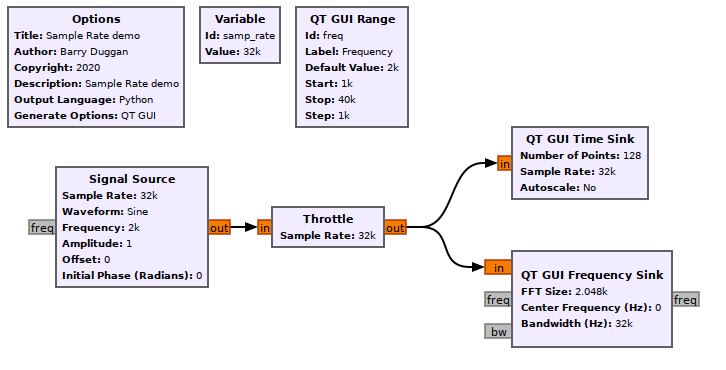 Options
Title: Sample Rate demo
Author: Barry Duggan
Copyright: 2020
Description: Sample Rate demo
Output Language: Python
Generate Options: QT GUI
Variable
Id: samp_rate
Value: 32k
QT GUI Range
Id: freq
Label: Frequency
Default Value: 2k
Start: 1k
Stop: 40k
Step: 1k
Signal Source
Sample Rate: 32k
Waveform: Sine
Frequency: 2k
Amplitude: 1
Offset: 0
Initial Phase (Radians): 0
freq
out
in
Throttle
Sample Rate: 32k
out
in
QT GUI Time Sink
Number of Points: 128
Sample Rate: 32k
Autoscale: No
in
freq
bw
QT GUI Frequency Sink
FFT Size: 2.048k
Center Frequency (Hz): 0
Bandwidth (Hz): 32k
freq